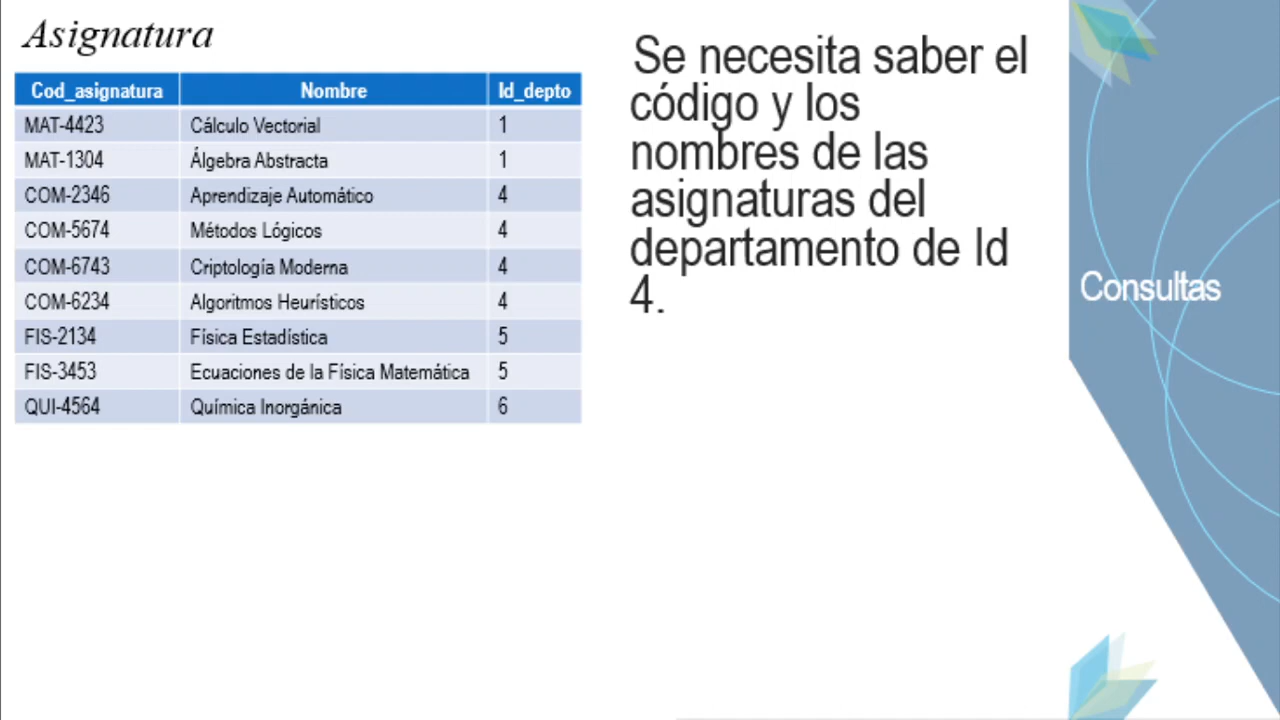 Asignatura
Cod_asignatura Nombre Id_depto
MAT-4423 Cálculo Vectorial 1
MAT-1304 Álgebra Abstracta 1
COM-2346 Aprendizaje Automático 4
COM-5674 Métodos Lógicos 4
COM-6743 Criptología Moderna 4
COM-6234 Algoritmos Heurísticos 4
FIS-2134 Física Estadística 5
FIS-3453 Ecuaciones de la Física Matemática 5
QUI-4564 Química Inorgánica 6
Se necesita saber el
código y los
nombres de las
asignaturas del
departamento de Id
4.
Consultas